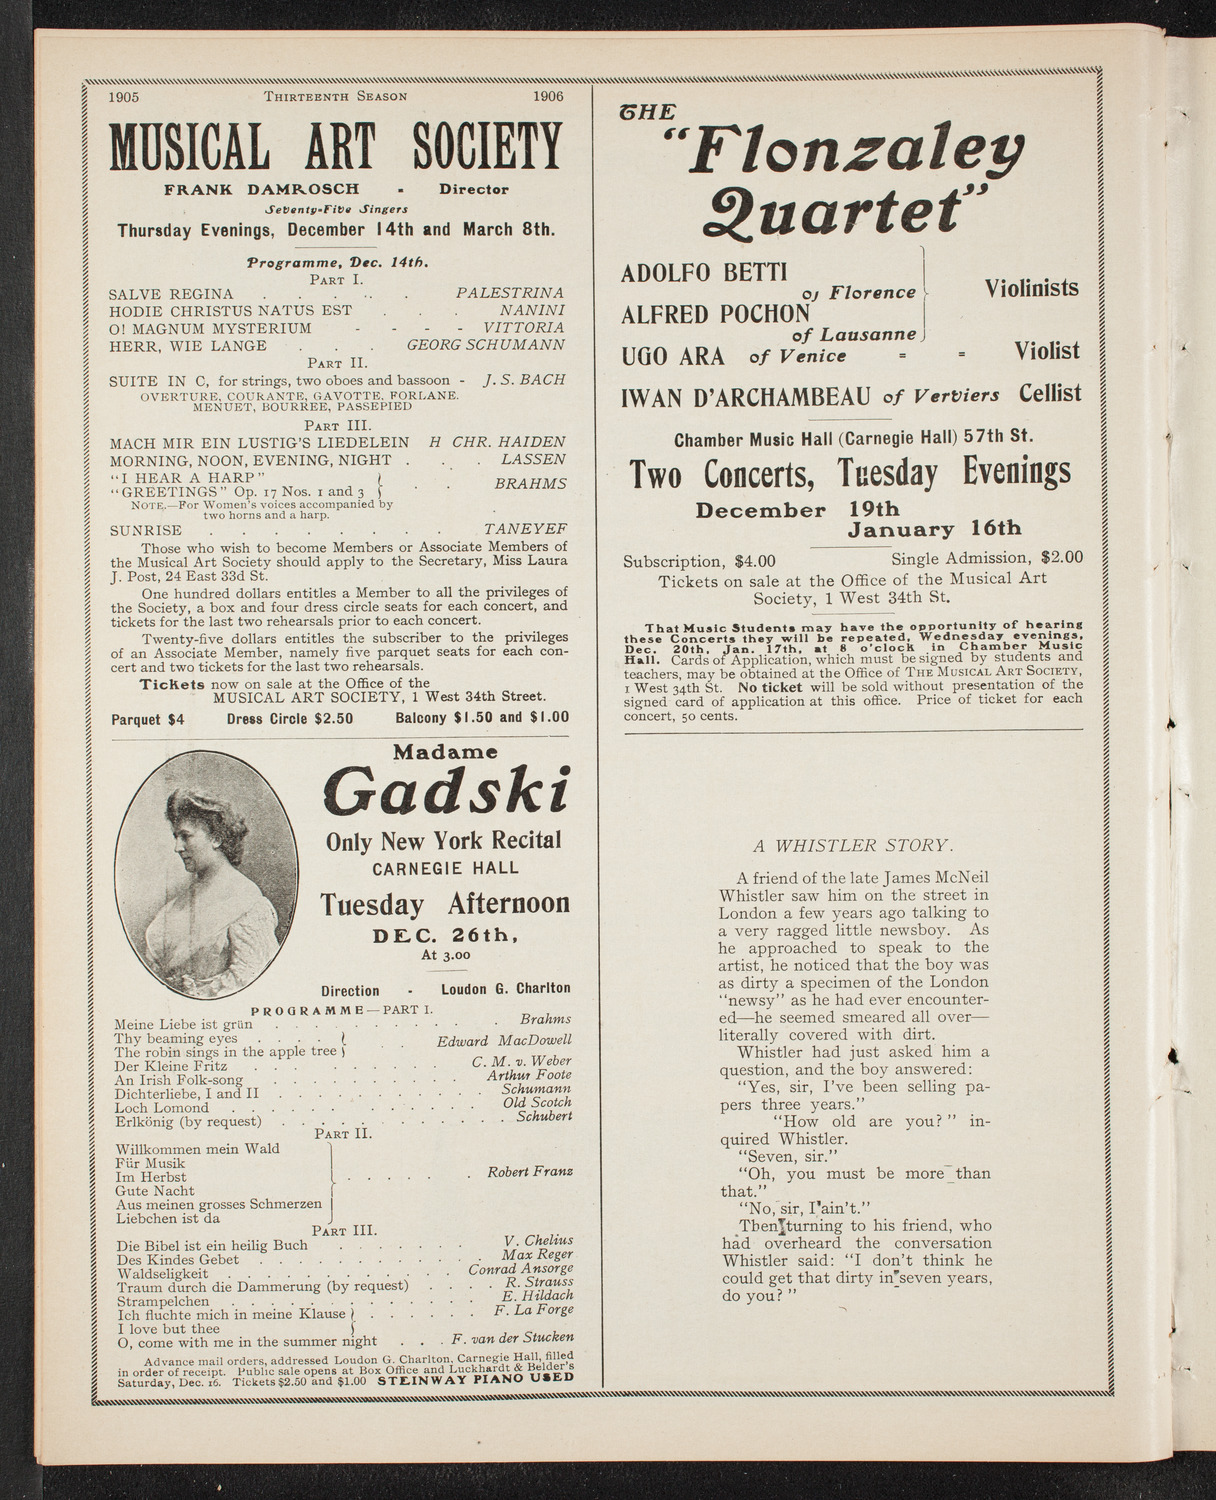 1905 THIRTEENTH SEASON 1906
MUSICAL ART SOCIETY
FRANK DAMROSCH - Director
Seventy-Five Singers
Thursday Evenings, December 14th and March 8th.
Programme, Dec. 14th.
PART I.
SALVE REGINA . . . .. . PALESTRINA
HODIE CHRISTUS NATUS EST . . . NANINI
O! MAGNUM MYSTERIUM - - - - VITTORIA
HERR, WIE LANGE . . . GEORG SCHUMANN
PART II.
SUITE IN C, for strings, two oboes and bassoon - J. S. BACH
OVERTURE, COURANTE, GAVOTTE, FORLANE.
MENUET, BOURREE, PASSEPIED
PART III.
MACH MIR EIN LUSTIG'S LIEDELEIN H CHR. HAIDEN
MORNING, NOON, EVENING, NIGHT . . . LASSEN
"I HEAR A HARP"
"GREETINGS" Op. 17 Nos. 1 and 3 } . . BRAHMS
NOTE.—For Women's voices accompanied by
two horns and a harp.
SUNRISE . . . . . . . TANEYEF
Those who wish to become Members or Associate Members of
the Musical Art Society should apply to the Secretary, Miss Laura
J. Post, 24 East 33d St.
One hundred dollars entitles a Member to all the privileges of
the Society, a box and four dress circle seats for each concert, and
tickets for the last two rehearsals prior to each concert.
Twenty-five dollars entitles the subscriber to the privileges
of an Associate Member, namely five parquet seats for each con-
cert and two tickets for the last two rehearsals.
Tickets now on sale at the Office of the
MUSICAL ART SOCIETY, 1 West 34th Street.
Parquet $4 Dress Circle $2.50 Balcony $1.50 and $1.00
Madame
Gadski
Only New York Recital
CARNEGIE HALL
Tuesday Afternoon
DEC. 26th,
At 3.00
Direction - Loudon G. Charlton
PROGRAMME—PART I.
Meine Liebe ist grün . . . . . . . . . Brahms
Thy beaming eyes . . . .
The robin sings in the apple tree } . . Edward MacDowell
Der Kleine Fritz . . . . . . . . C. M. v. Weber
An Irish Folk-song . . . . . . . . Arthur Foote
Dichterliebe, I and II . . . . . . . . Schumann
Loch Lomond . . . . . . . . . . Old Scotch
Erlkönig (by request) . . . . . . . . . Schubert
PART II.
Willkommen mein Wald
Für Musik
Im Herbst . . . . . . Robert Franz
Gute Nacht
Aus meinen grosses Schmerzen
Liebchen ist da
PART III.
Die Bibel ist ein heilig Buch . . . . . . V. Chelius
Des Kindes Gebet . . . . . . . . . Max Reger
Waldseligkeit . . . . . . . . . Conrad Ansorge
Traum durch die Dammerung (by request) . . . . R. Strauss
Strampelchen . . . . . . . . . . E. Hildach
Ich fluchte mich in meine Klause } . . . . . . F. La Forge
I love but thee
O, come with me in the summer night . . . F. van der Stucken
Advance mail orders, addressed Loudon G. Charlton, Carnegie Hall, filled
in order of receipt. Public sale opens at Box Office and Luckhardt & Belder's
Saturday, Dec. 16. Tickets $2.50 and $1.00 STEINWAY PIANO USED
THE
"Flonzaley
Quartet"
ADOLFO BETTI
of Florence
ALFRED POCHON
of Lausanne
Violinists
UGO ARA of Venice = = Violist
IWAN D'ARCHAMBEAU of Verviers Cellist
Chamber Music Hall (Carnegie Hall) 57th St.
Two Concerts, Tuesday Evenings
December 19th
January 16th
Subscription, $4.00 Single Admission, $2.00
Tickets on sale at the Office of the Musical Art
Society, 1 West 34th St.
That Music Students may have the opportunity of hearing
these Concerts they will be repeated, Wednesday evenings,
Dec. 20th, Jan. 17th, at 8 o'clock in Chamber Music
Hall. Cards of Application, which must be signed by students and
teachers, may be obtained at the Office of THE MUSICAL ART SOCIETY,
1 West 34th St. No ticket will be sold without presentation of the
signed card of application at this office. Price of ticket for each
concert, 50 cents.
A WHISTLER STORY.
A friend of the late James McNeil
Whistler saw him on the street in
London a few years ago talking to
a very ragged little newsboy. As
he approached to speak to the
artist, he noticed that the boy was
as dirty a specimen of the London
"newsy" as he had ever encounter-
ed—he seemed smeared all over—
literally covered with dirt.
Whistler had just asked him a
question, and the boy answered:
"Yes, sir, I've been selling pa-
pers three years."
"How old are you?" in-
quired Whistler.
"Seven, sir."
"Oh, you must be more than
that."
"No, sir, I ain't."
Then turning to his friend, who
had overheard the conversation
Whistler said: "I don't think he
could get that dirty in seven years,
do you?"